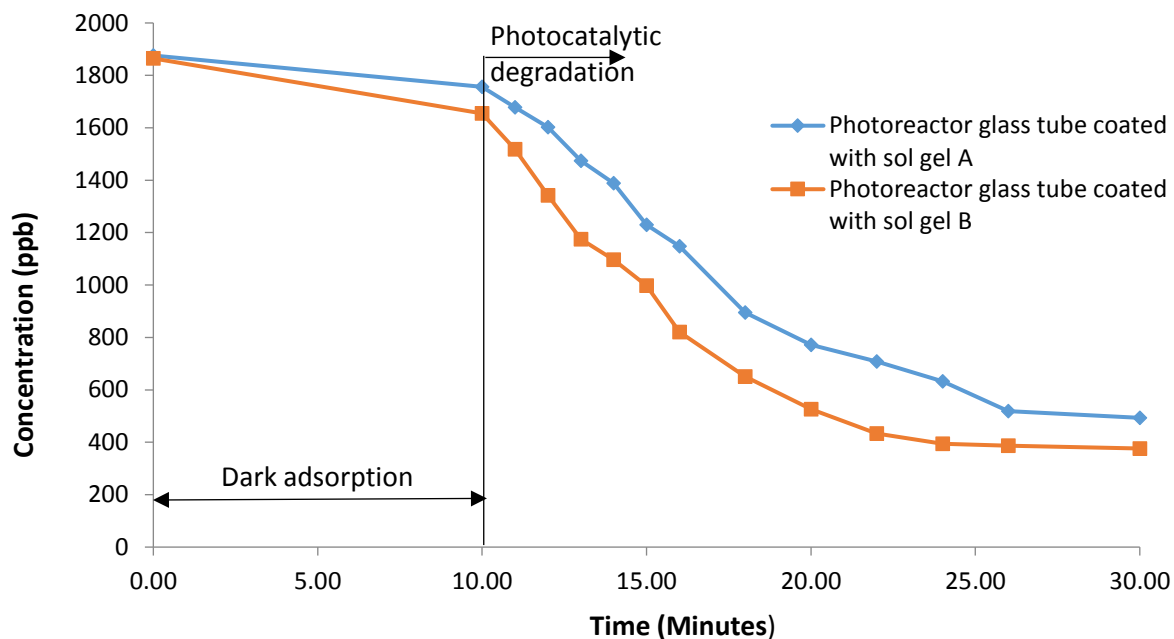 2000
1800
1600
1400
1200
1000
800
600
400
200
0
Concentration (ppb)
Photocatalytic
degradation
Photoreactor glass tube coated
with sol gel A
Photoreactor glass tube coated
with sol gel B
Dark adsorption
0.00 5.00 10.00 15.00 20.00 25.00 30.00
Time (Minutes)